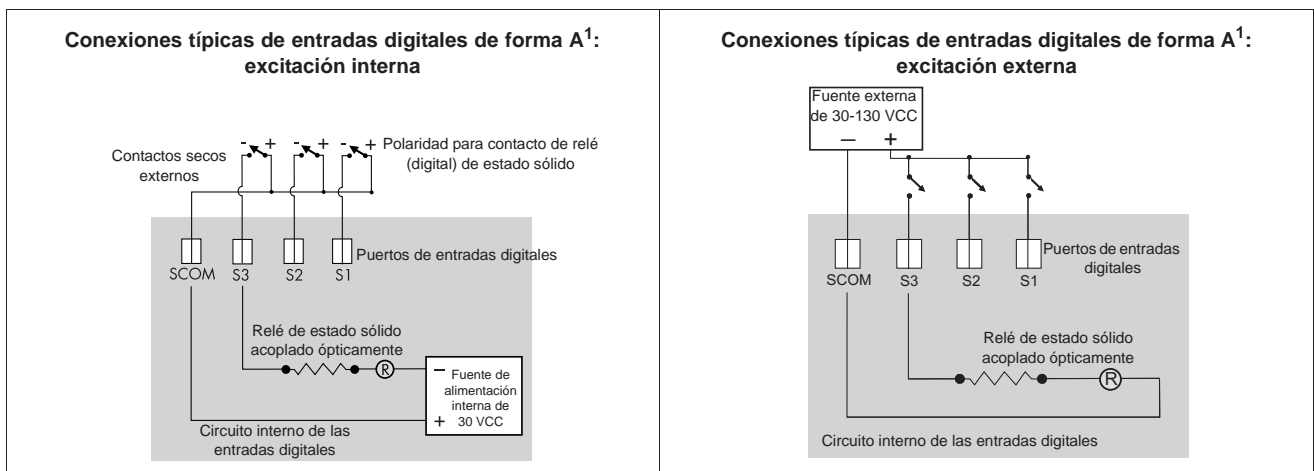 Conexiones típicas de entradas digitales de forma A1:
excitación interna
Contactos secos
externos
- + - + - +
Polaridad para contacto de relé
(digital) de estado sólido
Puertos de entradas digitales
SCOM S3 S2 S1
Relé de estado sólido
acoplado ópticamente
R
−
Fuente de
alimentación
interna de
+ 30 VCC
Circuito interno de las
entradas digitales
Conexiones típicas de entradas digitales de forma A1:
excitación externa
Fuente externa
de 30-130 VCC
− +
Puertos de entradas
digitales
SCOM S3 S2 S1
Relé de estado sólido
acoplado ópticamente
R
Circuito interno de las entradas digitales